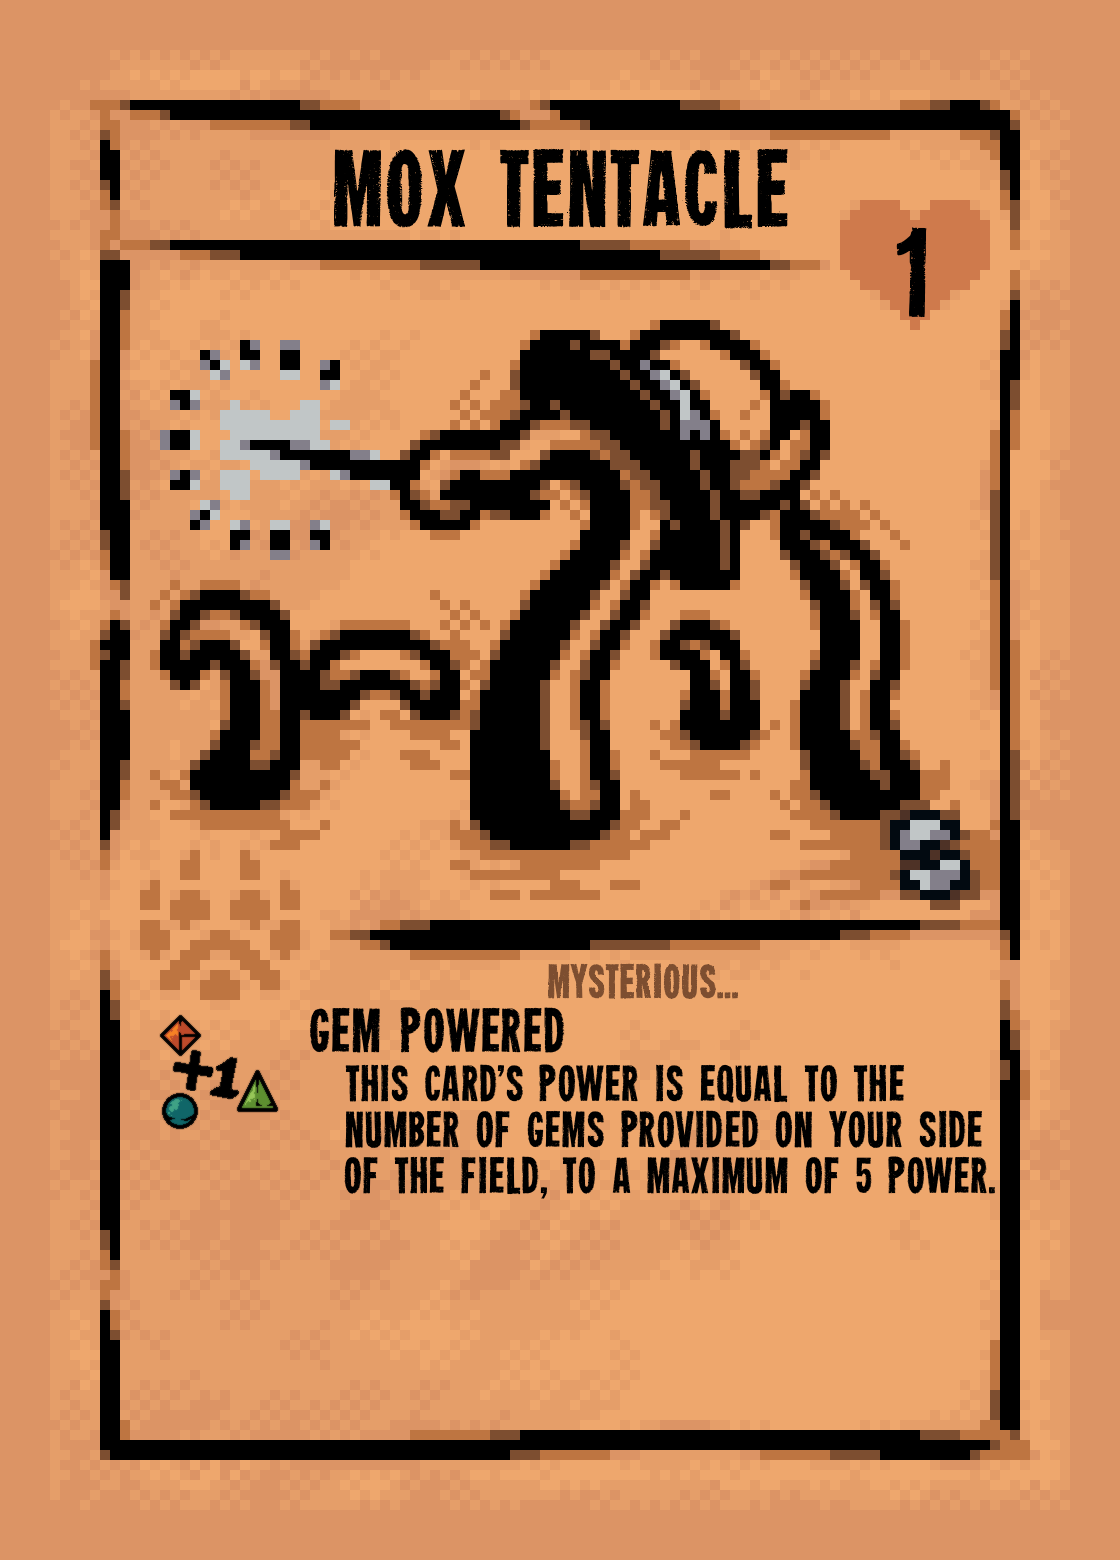 MOX TENTACLE
1
MYSTERIOUS...
GEM POWERED
+1
THIS CARD'S POWER IS EQUAL TO THE
NUMBER OF GEMS PROVIDED ON YOUR SIDE
OF THE FIELD, TO A MAXIMUM OF 5 POWER.